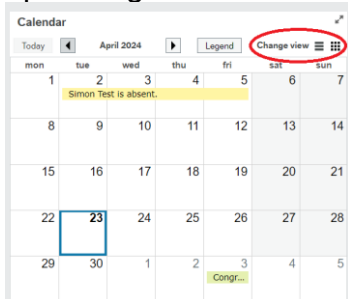 Calendar
Today April 2024 Legend Change view
mon tue wed thu fri sat sun
1 2 3 4 5 6 7
Simon Test is absent.
8 9 10 11 12 13 14
15 16 17 18 19 20 21
22 23 24 25 26 27 28
29 30 1 2 3 4 5
Congr...